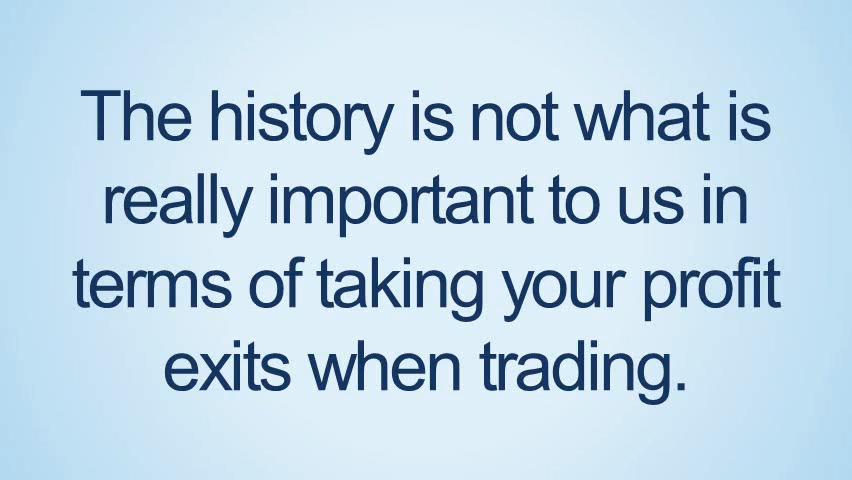 The history is not what is
really important to us in
terms of taking your profit
exits when trading.